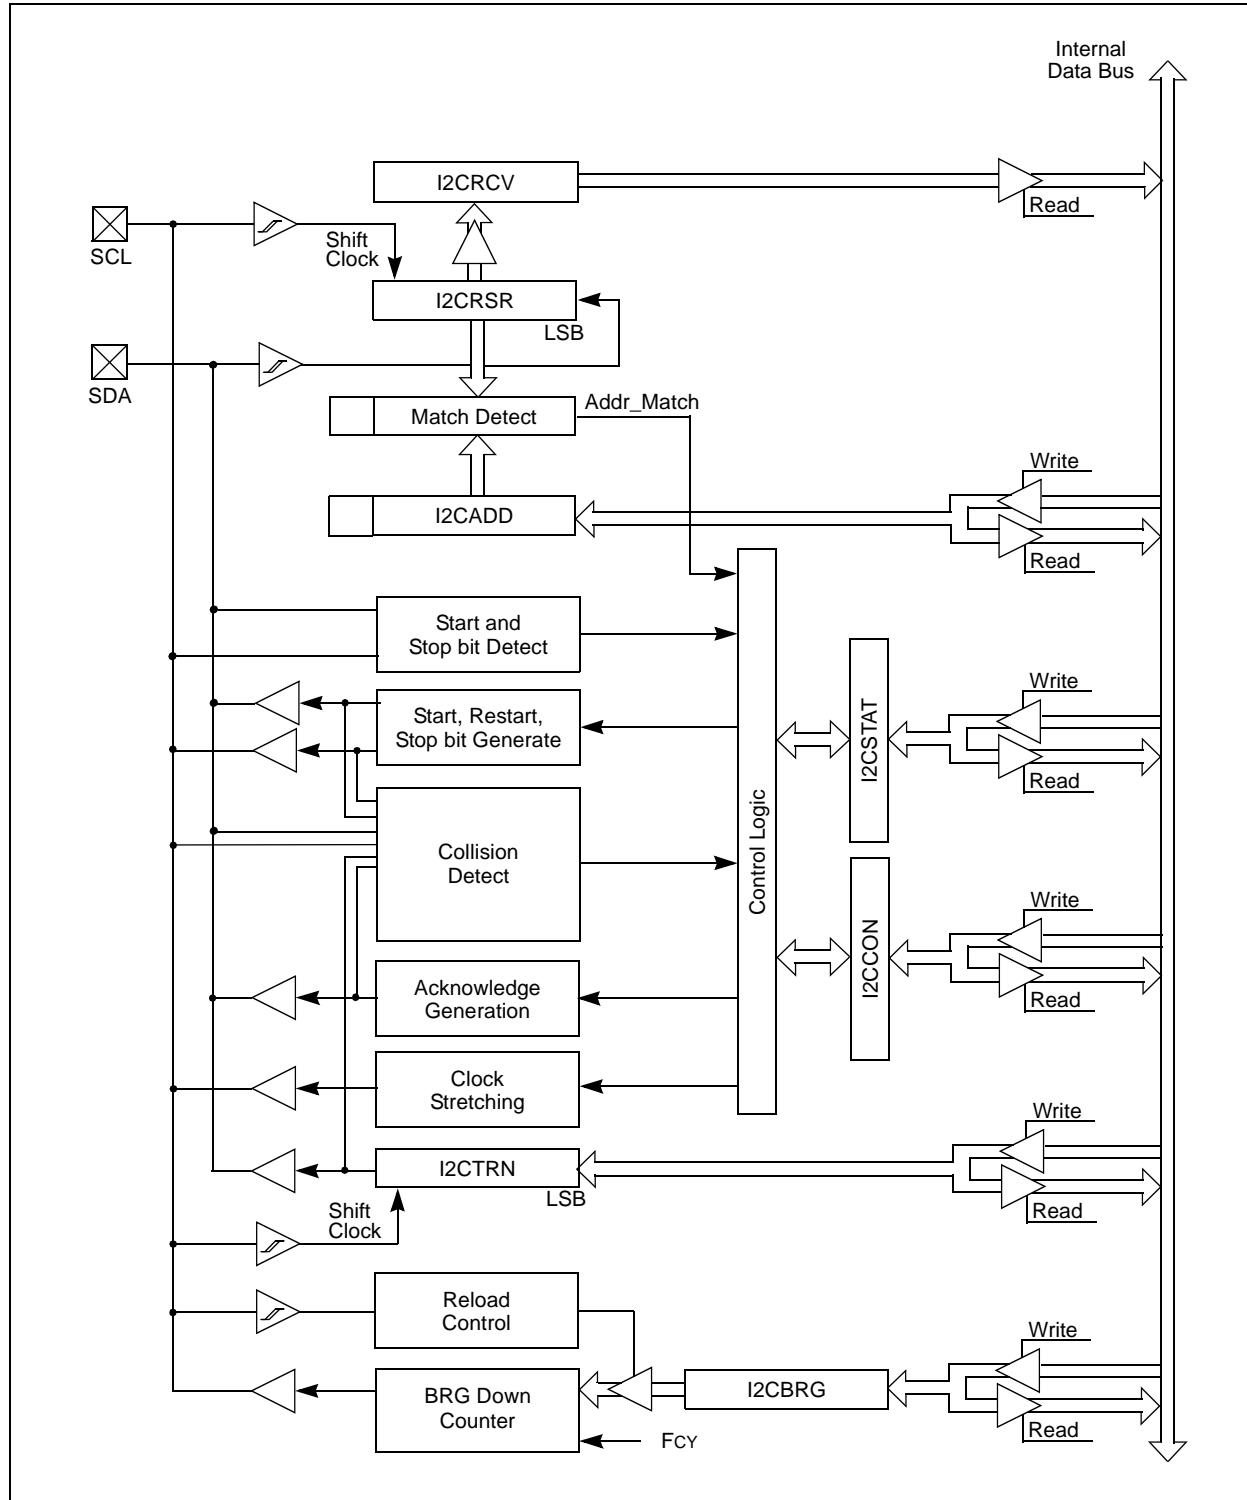 Internal
Data Bus
I2CRCV
Read
SCL
Shift
Clock
I2CRSR
LSB
SDA
Match Detect
Addr_Match
Write
I2CADD
Read
Start and
Stop bit Detect
Write
Start, Restart,
Stop bit Generate
I2CSTAT
Read
Control Logic
Collision
Detect
Write
I2CCON
Acknowledge
Generation
Read
Clock
Stretching
Write
I2CTRN
LSB
Shift
Clock
Read
Reload
Control
Write
BRG Down
Counter
I2CBRG
Read
FCY